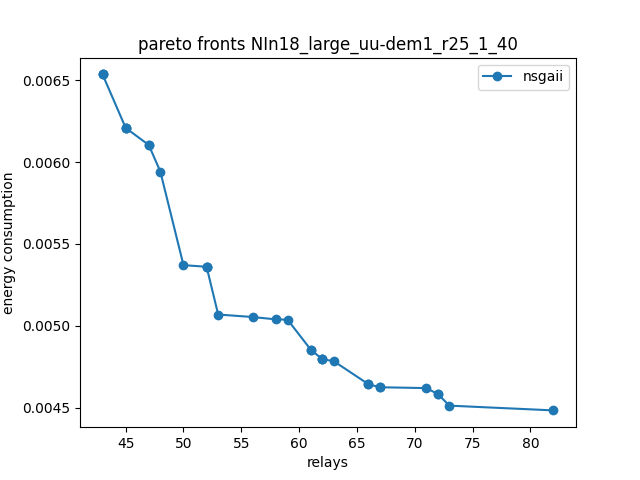 pareto fronts NIn18_large_uu-dem1_r25_1_40
nsgaii
0.0065
0.0060
0.0055
0.0050
0.0045
energy consumption
45 50 55 60 65 70 75 80
relays